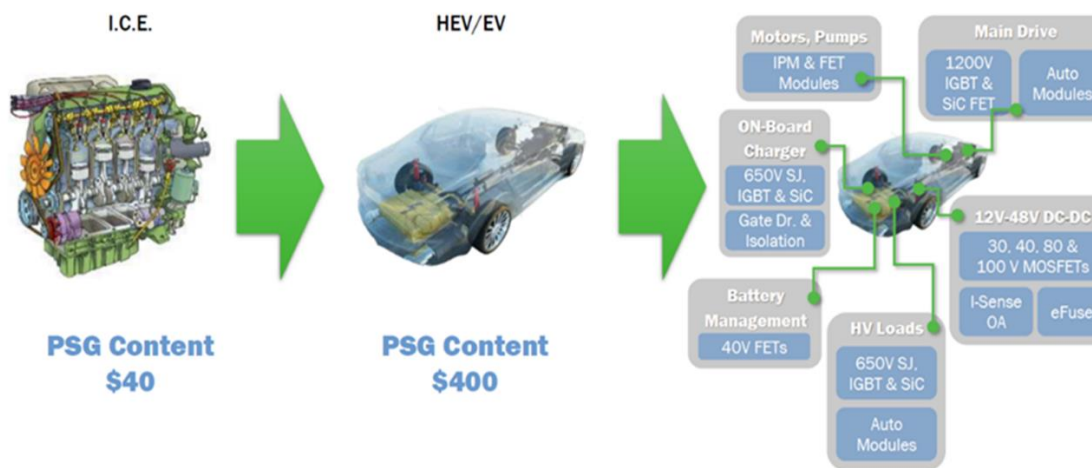 I.C.E.
HEV/EV
PSG Content
$40
PSG Content
$400
Motors, Pumps
IPM & FET
Modules
Main Drive
1200V
IGBT &
SiC FET
Auto
Modules
ON-Board
Charger
650V SJ,
IGBT & SiC
Gate Dr. &
Isolation
12V-48V DC-DC
30, 40, 80 &
100 V MOSFETs
I-Sense
OA
eFuse
Battery
Management
40V FETs
HV Loads
650V SJ,
IGBT & SiC
Auto
Modules